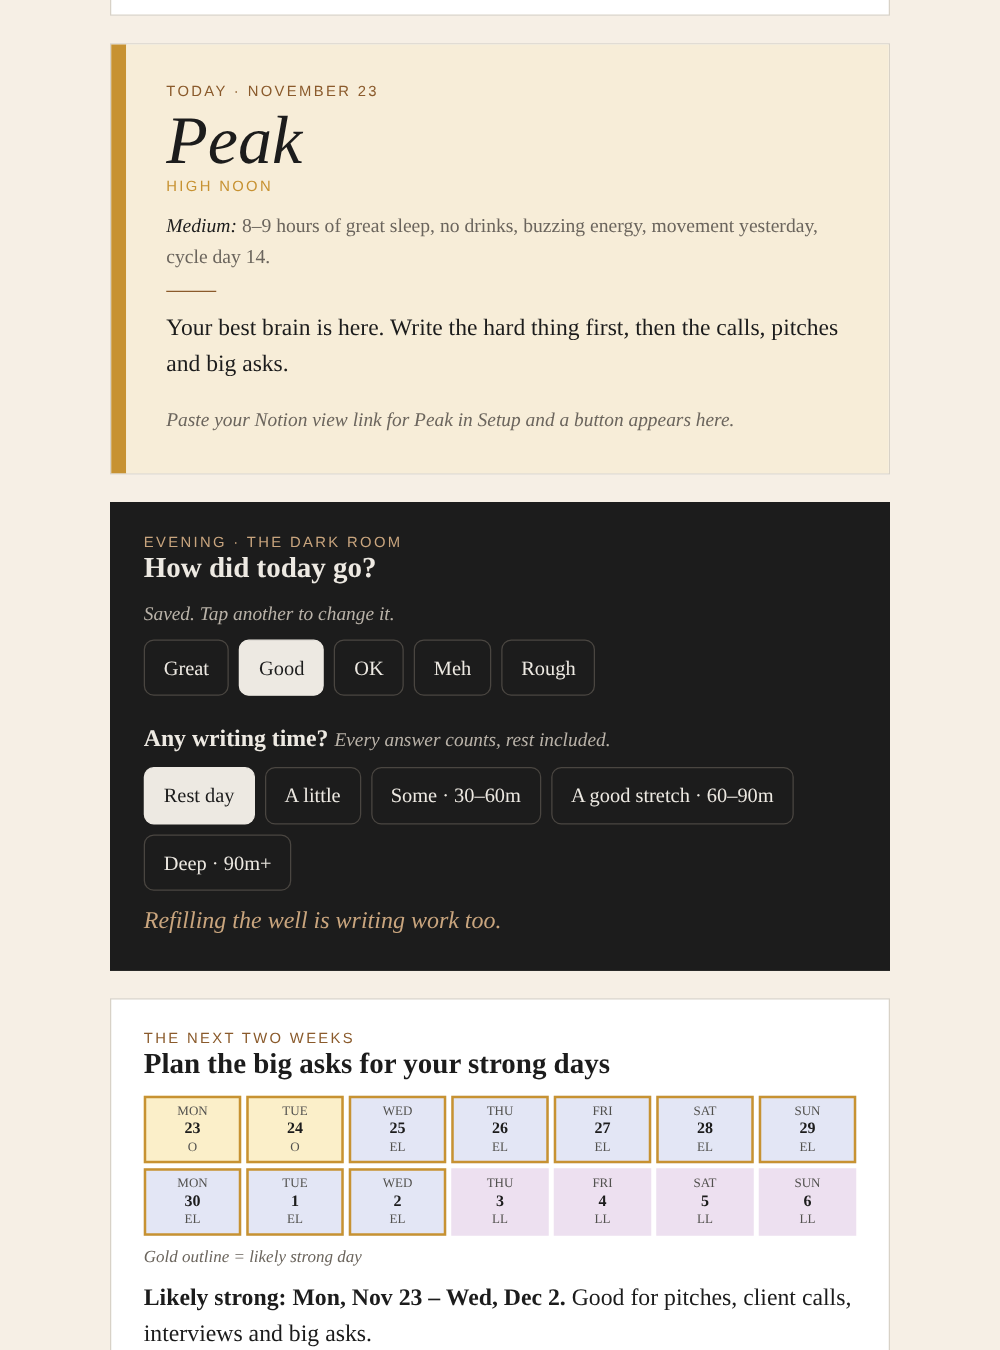 TODAY · NOVEMBER 23
Peak
HIGH NOON
Medium: 8–9 hours of great sleep, no drinks, buzzing energy, movement yesterday,
cycle day 14.
Your best brain is here. Write the hard thing first, then the calls, pitches
and big asks.
Paste your Notion view link for Peak in Setup and a button appears here.
EVENING · THE DARK ROOM
How did today go?
Saved. Tap another to change it.
Great Good OK Meh Rough
Any writing time? Every answer counts, rest included.
Rest day A little Some · 30–60m A good stretch · 60–90m
Deep · 90m+
Refilling the well is writing work too.
THE NEXT TWO WEEKS
Plan the big asks for your strong days
MON TUE WED THU FRI SAT SUN
23 24 25 26 27 28 29
O O EL EL EL EL EL
MON TUE WED THU FRI SAT SUN
30 1 2 3 4 5 6
EL EL EL LL LL LL LL
Gold outline = likely strong day
Likely strong: Mon, Nov 23 – Wed, Dec 2. Good for pitches, client calls,
interviews and big asks.